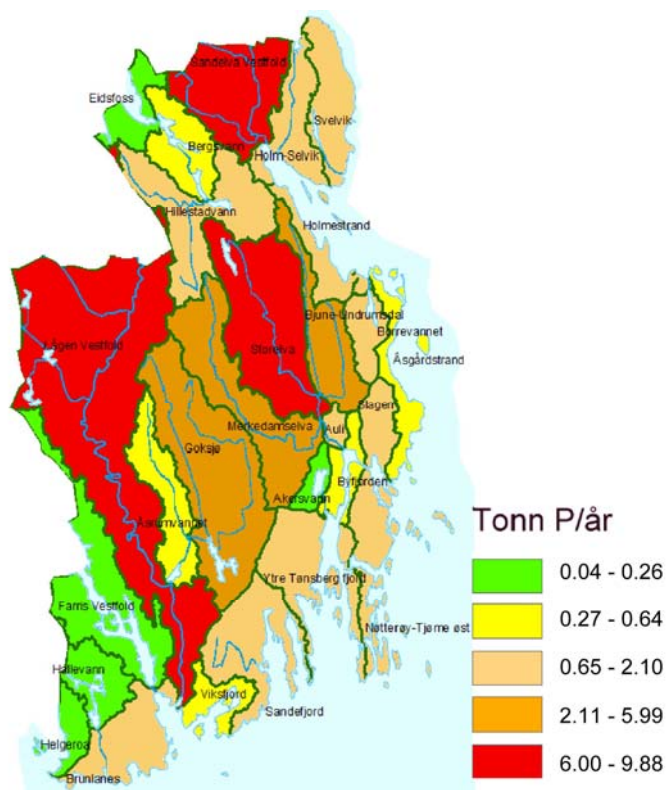 Sandelva Vestfold
Eidsfoss
Svelvik
Bergsvann
Holm-Selvik
Hillestadvann
Holmestrand
Bjune-Undrumsdal
Borrevannet
Lågen Vestfold
Storelva
Åsgårdstrand
Slagen
Merkedamselva
Auli
Goksjø
Byfjorden
Akersvann
Åsrumvannet
Tonn P/år
0.04 - 0.26
Ytre Tønsberg fjord
Farris Vestfold
0.27 - 0.64
Nøtterøy-Tjøme øst
0.65 - 2.10
Hallevann
Viksfjord
Sandefjord
2.11 - 5.99
Helgeroa
6.00 - 9.88
Brunlanes